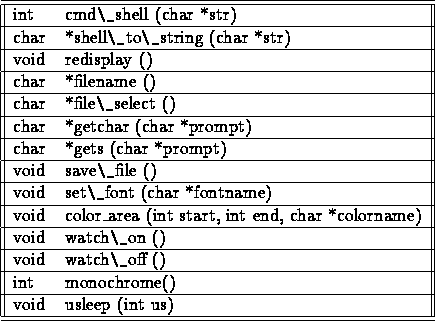 int cmd\_shell (char *str)
char *shell\_to\_string (char *str)
void redisplay ()
char *filename ()
char *file\_select ()
char *getchar (char *prompt)
char *gets (char *prompt)
void save\_file ()
void set\_font (char *fontname)
void color_area (int start, int end, char *colorname)
void watch\_on ()
void watch\_off ()
int monochrome()
void usleep (int us)